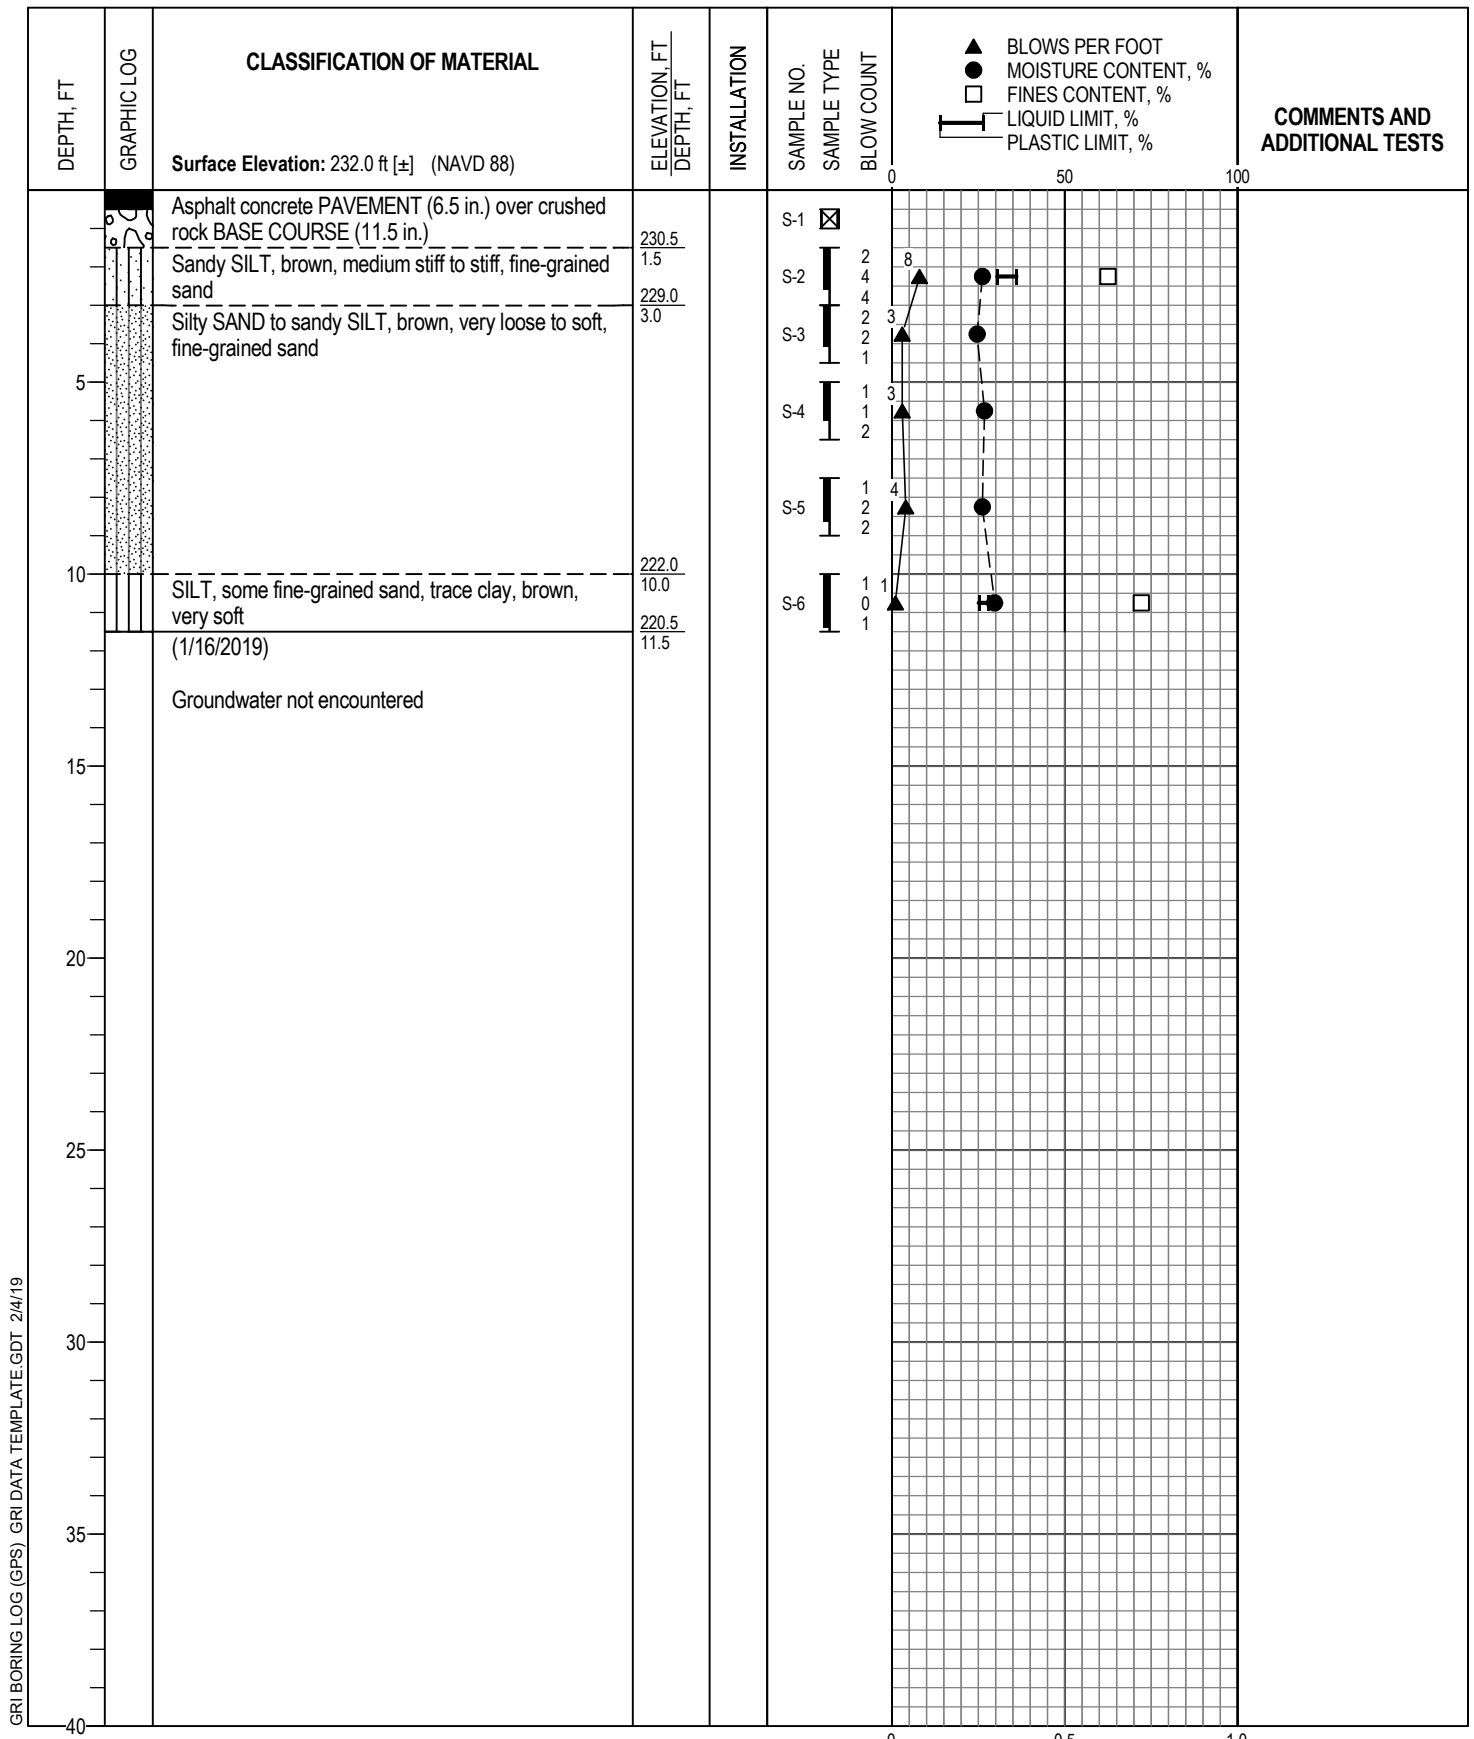 DEPTH, FT
GRAPHIC LOG
CLASSIFICATION OF MATERIAL
Surface Elevation: 232.0 ft [±] (NAVD 88)
ELEVATION, FT
DEPTH, FT
INSTALLATION
SAMPLE NO.
SAMPLE TYPE
BLOW COUNT
BLOWS PER FOOT
MOISTURE CONTENT, %
FINES CONTENT, %
LIQUID LIMIT, %
PLASTIC LIMIT, %
0 50 100
COMMENTS AND
ADDITIONAL TESTS
Asphalt concrete PAVEMENT (6.5 in.) over crushed
rock BASE COURSE (11.5 in.)
230.5
1.5
S-1
Sandy SILT, brown, medium stiff to stiff, fine-grained
sand
229.0
3.0
S-2
2
4
4
8
Silty SAND to sandy SILT, brown, very loose to soft,
fine-grained sand
S-3
2
2
1
3
5
S-4
1
1
2
3
S-5
1
2
2
4
222.0
10.0
10
SILT, some fine-grained sand, trace clay, brown,
very soft
S-6
1
0
1
1
220.5
11.5
(1/16/2019)
Groundwater not encountered
15
20
25
30
35
40
0 0.5 1.0
GRI BORING LOG (GPS) GRI DATA TEMPLATE.GDT 2/4/19